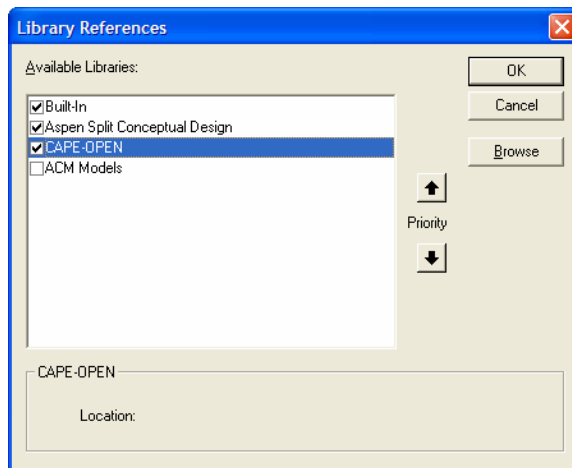 Library References
Available Libraries:
OK
Built-In
Cancel
Aspen Split Conceptual Design
CAPE-OPEN
ACM Models
Browse
Priority
CAPE-OPEN
Location: